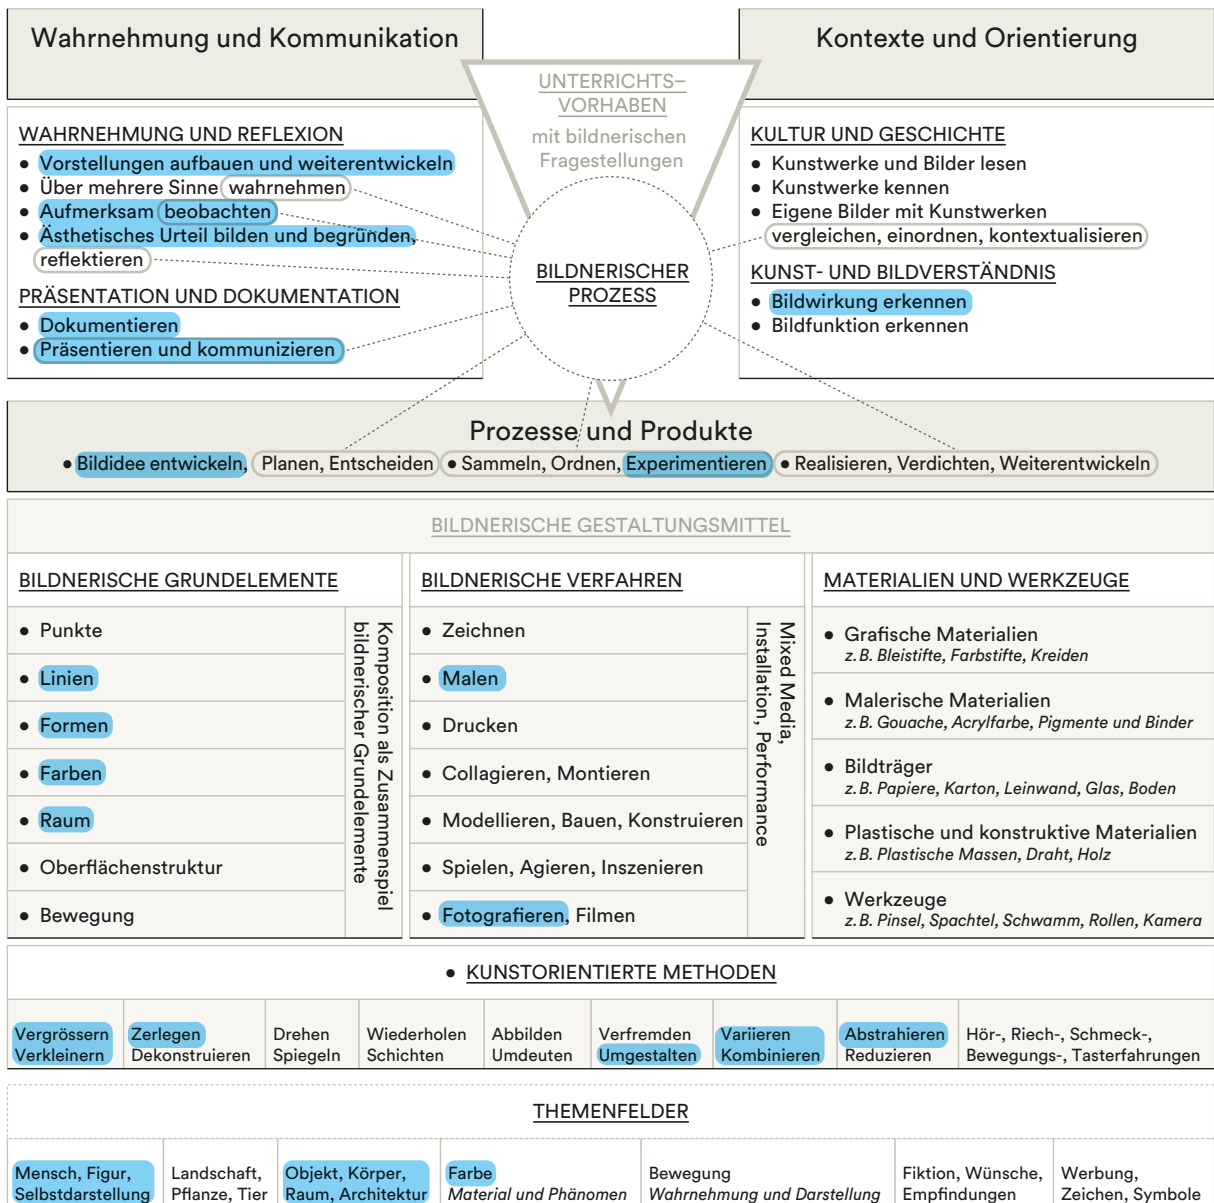 Wahrnehmung und Kommunikation
Kontexte und Orientierung
UNTERRICHTS–
VORHABEN
mit bildnerischen
Fragestellungen
WAHRNEHMUNG UND REFLEXION
● Vorstellungen aufbauen und weiterentwickeln
● Über mehrere Sinne wahrnehmen
● Aufmerksam beobachten
● Ästhetisches Urteil bilden und begründen,
reflektieren
PRÄSENTATION UND DOKUMENTATION
● Dokumentieren
● Präsentieren und kommunizieren
BILDNERISCHER
PROZESS
KULTUR UND GESCHICHTE
● Kunstwerke und Bilder lesen
● Kunstwerke kennen
● Eigene Bilder mit Kunstwerken
vergleichen, einordnen, kontextualisieren
KUNST- UND BILDVERSTÄNDNIS
● Bildwirkung erkennen
● Bildfunktion erkennen
Prozesse und Produkte
● Bildidee entwickeln, Planen, Entscheiden ● Sammeln, Ordnen, Experimentieren ● Realisieren, Verdichten, Weiterentwickeln
BILDNERISCHE GESTALTUNGSMITTEL
BILDNERISCHE GRUNDELEMENTE
● Punkte
● Linien
● Formen
● Farben
● Raum
● Oberflächenstruktur
● Bewegung
Komposition als Zusammenspiel
bildnerischer Grundelemente
BILDNERISCHE VERFAHREN
● Zeichnen
● Malen
● Drucken
● Collagieren, Montieren
● Modellieren, Bauen, Konstruieren
● Spielen, Agieren, Inszenieren
● Fotografieren, Filmen
Mixed Media,
Installation, Performance
MATERIALIEN UND WERKZEUGE
● Grafische Materialien
z. B. Bleistifte, Farbstifte, Kreiden
● Malerische Materialien
z. B. Gouache, Acrylfarbe, Pigmente und Binder
● Bildträger
z. B. Papiere, Karton, Leinwand, Glas, Boden
● Plastische und konstruktive Materialien
z. B. Plastische Massen, Draht, Holz
● Werkzeuge
z. B. Pinsel, Spachtel, Schwamm, Rollen, Kamera
● KUNSTORIENTIERTE METHODEN
Vergrössern
Verkleinern
Zerlegen
Dekonstruieren
Drehen
Spiegeln
Wiederholen
Schichten
Abbilden
Umdeuten
Verfremden
Umgestalten
Variieren
Kombinieren
Abstrahieren
Reduzieren
Hör-, Riech-, Schmeck-,
Bewegungs-, Tasterfahrungen
THEMENFELDER
Mensch, Figur,
Selbstdarstellung
Landschaft,
Pflanze, Tier
Objekt, Körper,
Raum, Architektur
Farbe
Material und Phänomen
Bewegung
Wahrnehmung und Darstellung
Fiktion, Wünsche,
Empfindungen
Werbung,
Zeichen, Symbole